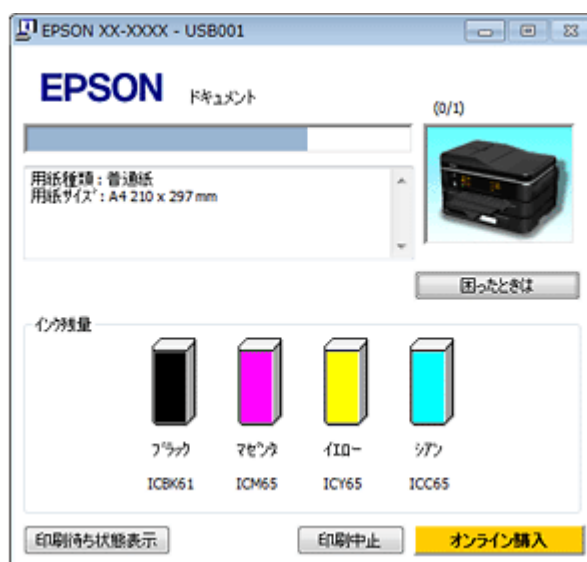 EPSON XX-XXXX - USB001
EPSON ドキュメント
(0/1)
用紙種類 : 普通紙
用紙サイズ : A4 210 x 297 mm
困ったときは
インク残量
ブラック マゼンタ イエロー シアン
ICBK61 ICM65 ICY65 ICC65
印刷待ち状態表示 印刷中止 オンライン購入